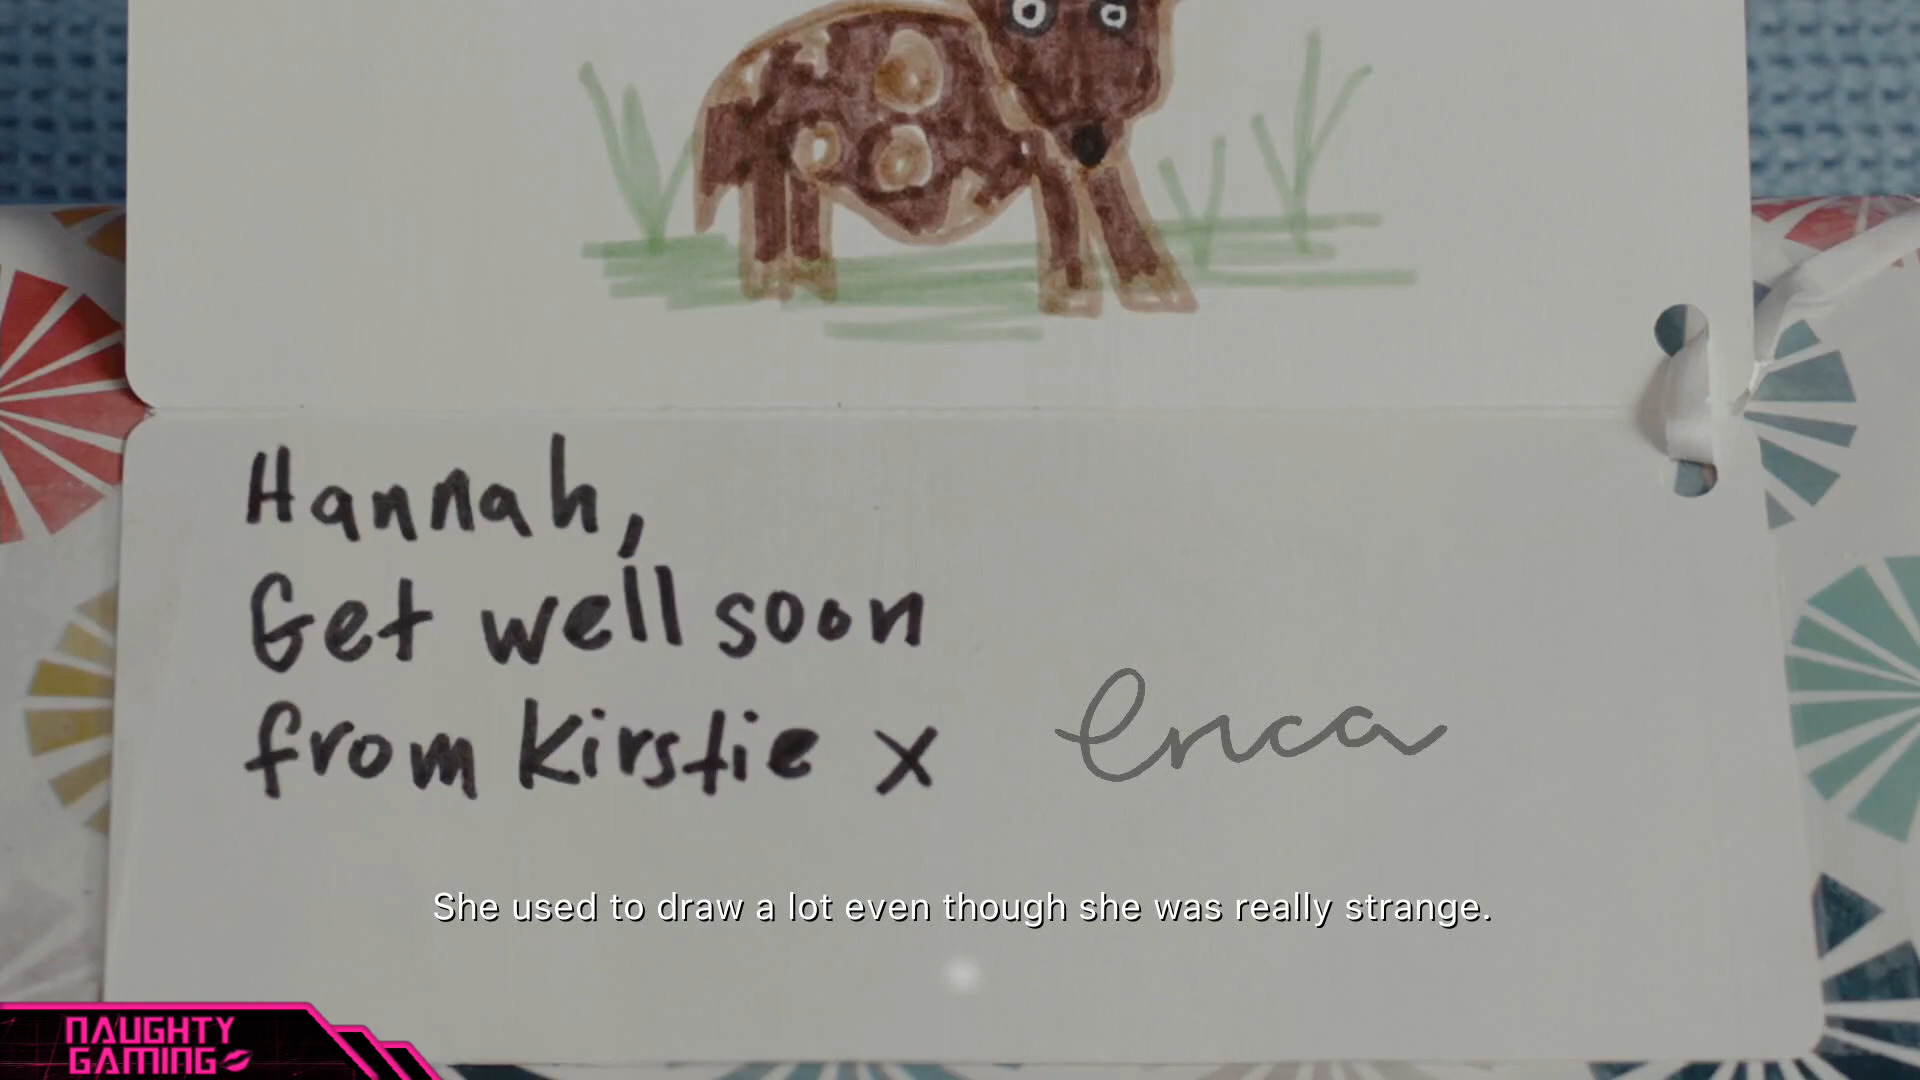 Hannah,
Get well soon
from Kirstie x
erica
She used to draw a lot even though she was really strange.
NAUGHTY
GAMING